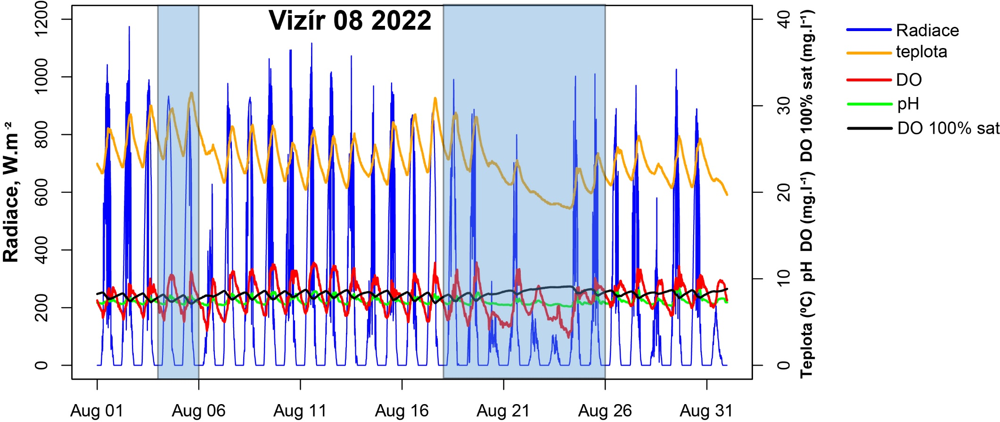 Vizír 08 2022
Radiace, W.m⁻²
1200
1000
800
600
400
200
0
40
30
20
10
0
Teplota (⁰C)  pH  DO (mg.l⁻¹)  DO 100% sat (mg.l⁻¹)
Aug 01
Aug 06
Aug 11
Aug 16
Aug 21
Aug 26
Aug 31
Radiace
teplota
DO
pH
DO 100% sat